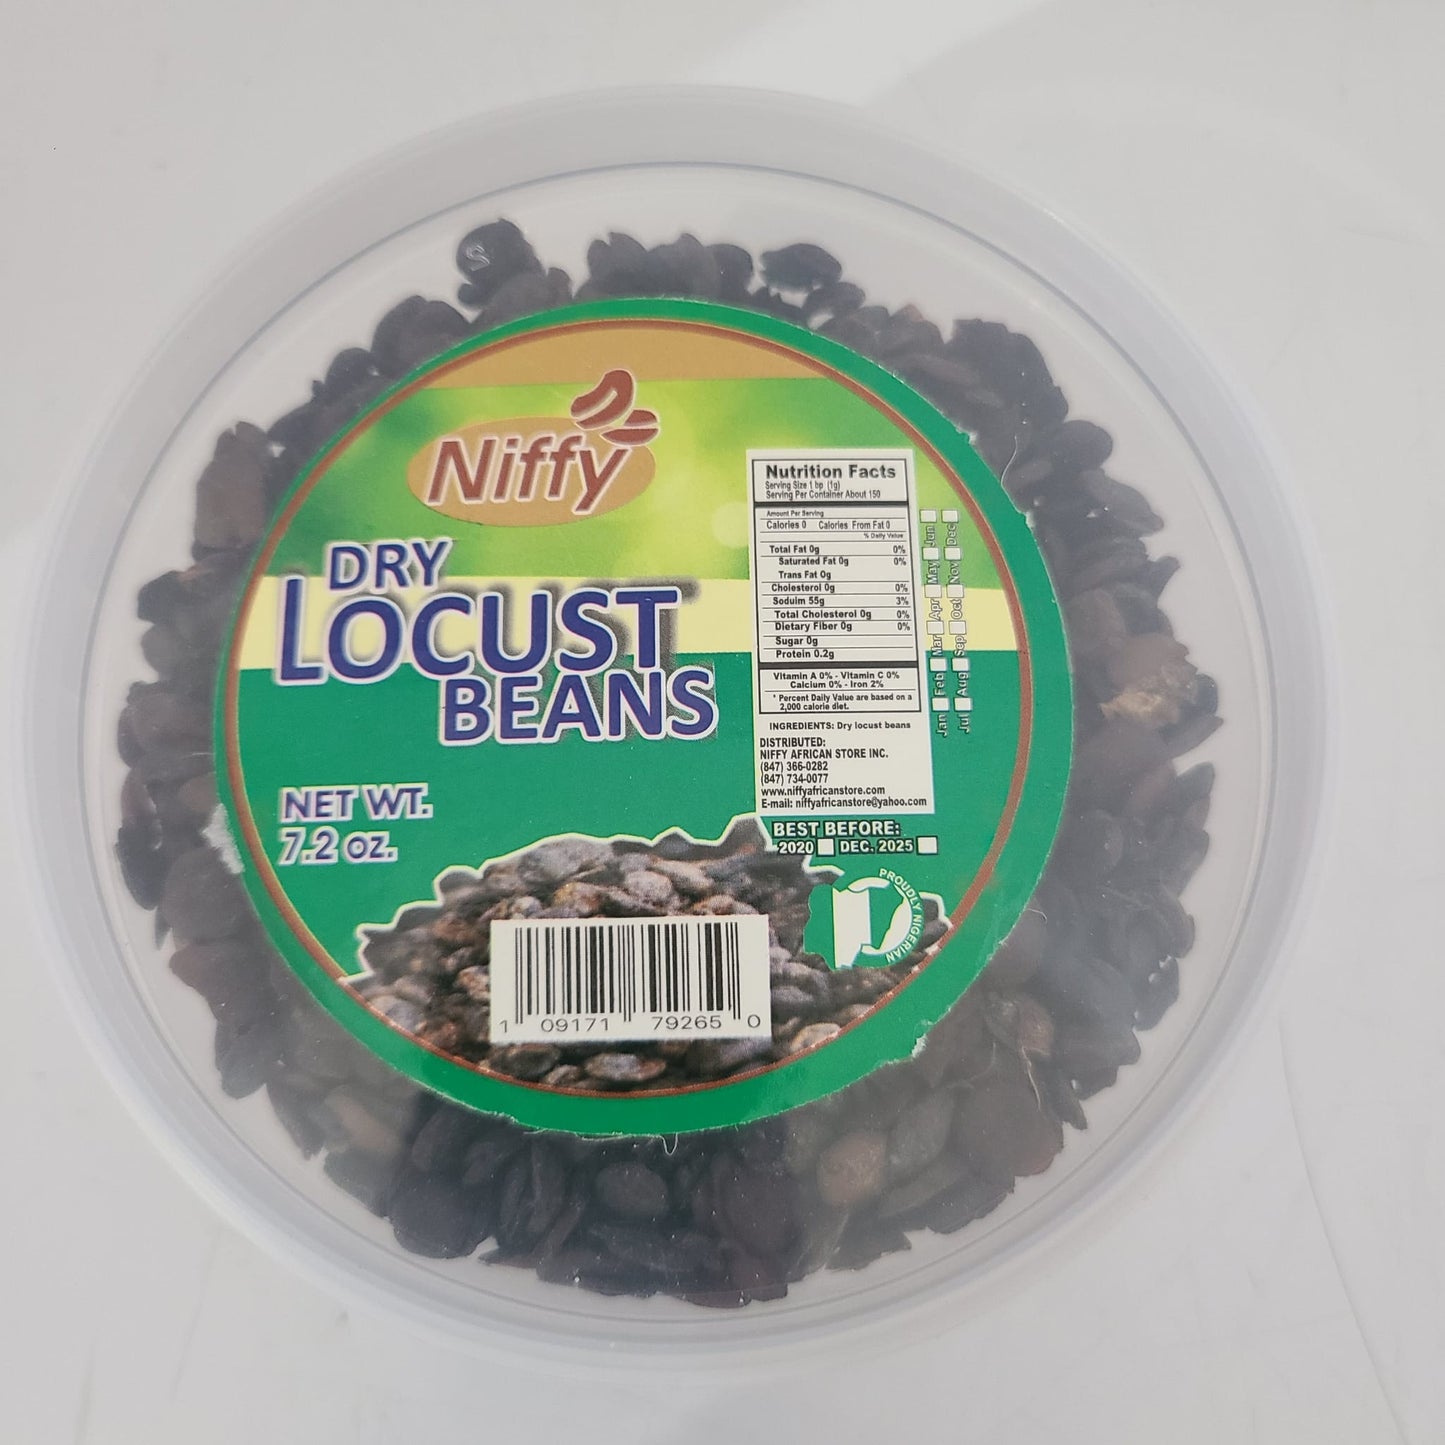 Niffy
DRY
LOCUST
BEANS
NET WT.
7.2 oz.
Nutrition Facts
Serving Size 1 bp (1g)
Serving Per Container About 150
Amount Per Serving
Calories 0 Calories From Fat 0
% Daily Value
Total Fat 0g 0%
Saturated Fat 0g 0%
Trans Fat 0g
Cholesterol 0g 0%
Soduim 55g 3%
Total Cholesterol 0g 0%
Dietary Fiber 0g 0%
Sugar 0g
Protein 0.2g
Vitamin A 0% - Vitamin C 0%
Calcium 0% - Iron 2%
* Percent Daily Value are based on a
2,000 calorie diet.
INGREDIENTS: Dry locust beans
DISTRIBUTED:
NIFFY AFRICAN STORE INC.
(847) 366-0282
(847) 734-0077
www.niffyafricanstore.com
E-mail: niffyafricanstore@yahoo.com
Jan Feb Mar Apr May Jun
Jul Aug Sep Oct Nov Dec
BEST BEFORE:
2020 DEC. 2025
PROUDLY NIGERIAN
1 09171 79265 0